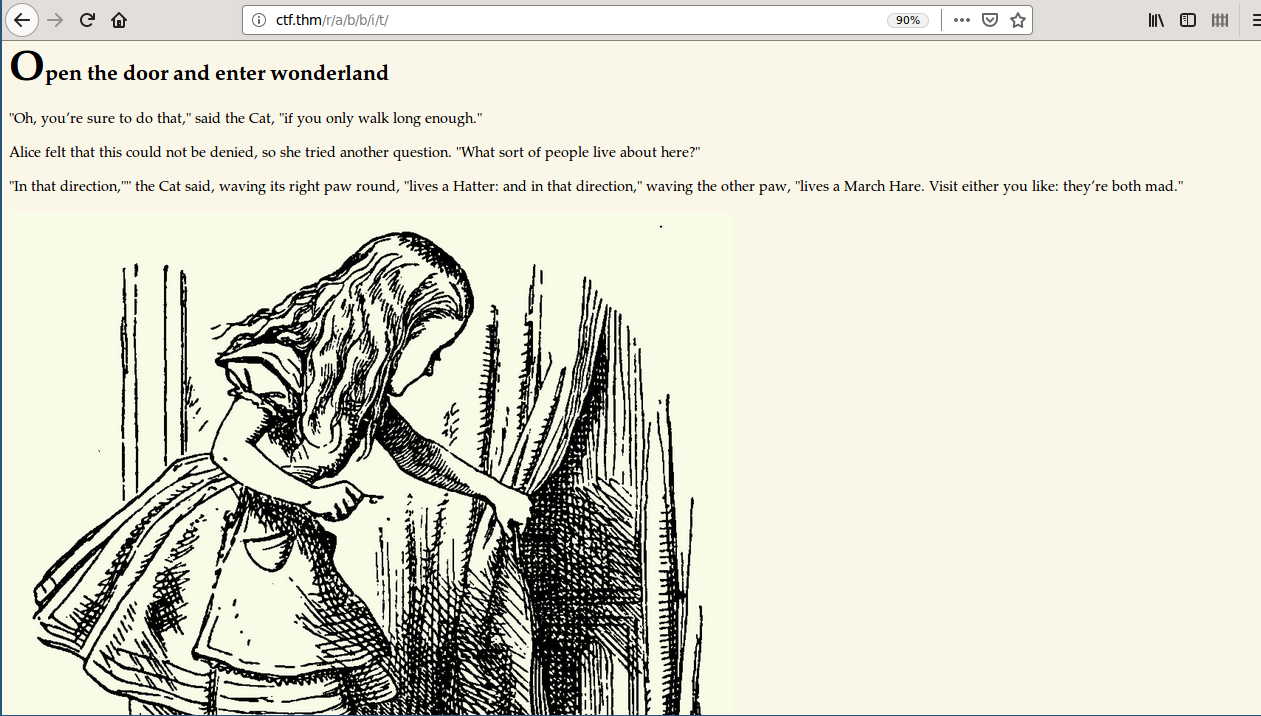 ctf.thm/r/a/b/b/i/t/
90%
Open the door and enter wonderland
"Oh, you’re sure to do that," said the Cat, "if you only walk long enough."
Alice felt that this could not be denied, so she tried another question. "What sort of people live about here?"
"In that direction,"" the Cat said, waving its right paw round, "lives a Hatter: and in that direction," waving the other paw, "lives a March Hare. Visit either you like: they’re both mad."